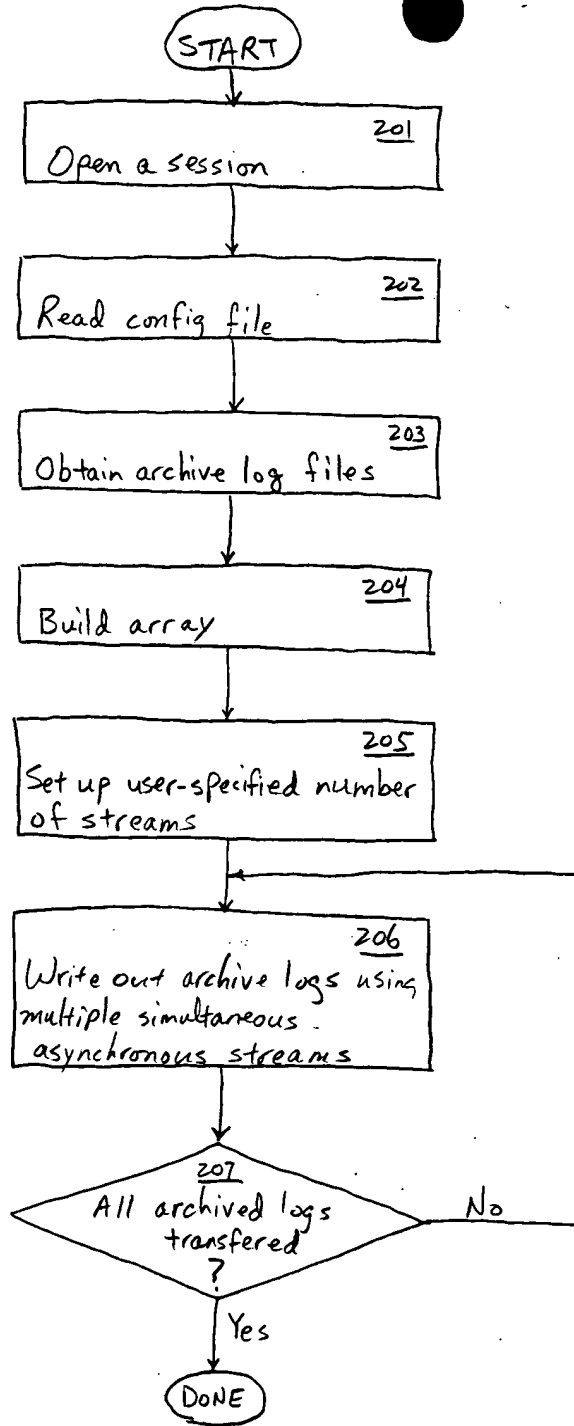 START
201
Open a session
202
Read config file
203
Obtain archive log files
204
Build array
205
Set up user-specified number
of streams
206
Write out archive logs using
multiple simultaneous
asynchronous streams
207
All archived logs
transfered
?
No
Yes
DONE